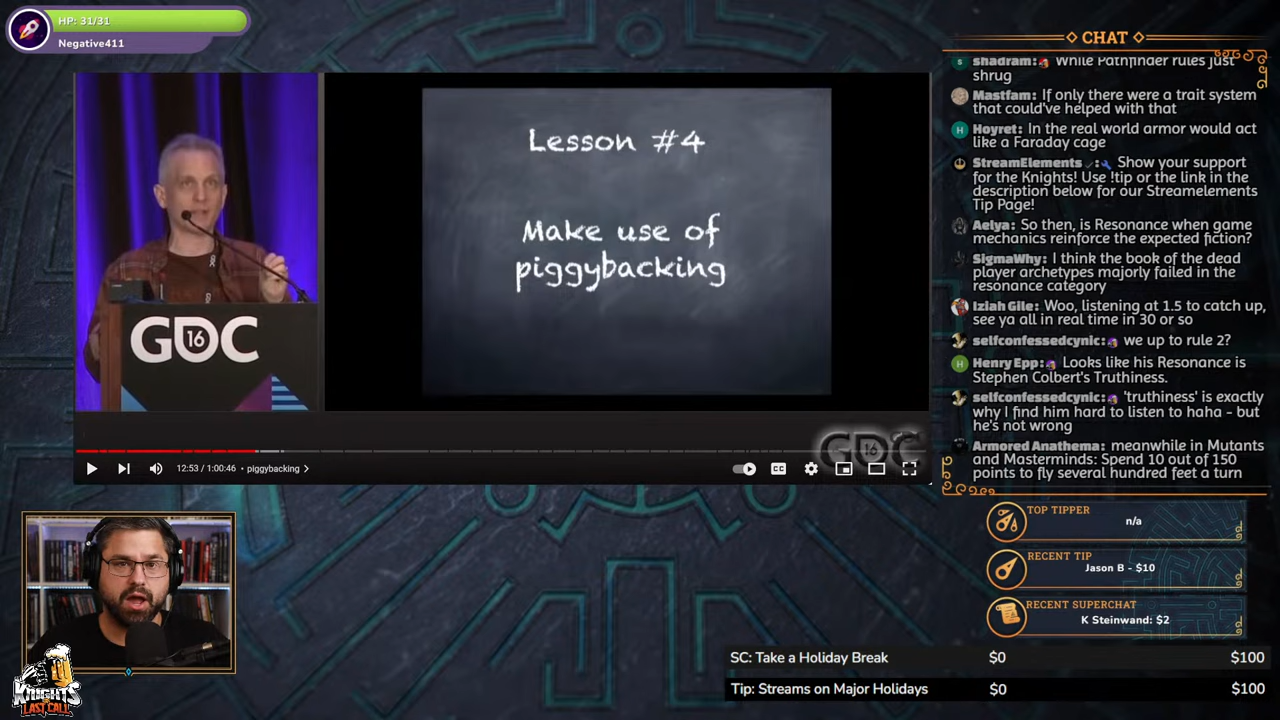 HP: 31/31
Negative411
GDC
16
Lesson #4
Make use of
piggybacking
GDC
16
12:53 / 1:00:46 • piggybacking
CC
CHAT
shadram: While Pathfinder rules just
shrug
Mastfam: If only there were a trait system
that could've helped with that
Hoyret: In the real world armor would act
like a Faraday cage
StreamElements: Show your support
for the Knights! Use !tip or the link in the
description below for our Streamelements
Tip Page!
Aelya: So then, is Resonance when game
mechanics reinforce the expected fiction?
SigmaWhy: I think the book of the dead
player archetypes majorly failed in the
resonance category
Iziah Gile: Woo, listening at 1.5 to catch up,
see ya all in real time in 30 or so
selfconfessedcynic: we up to rule 2?
Henry Epp: Looks like his Resonance is
Stephen Colbert's Truthiness.
selfconfessedcynic: 'truthiness' is exactly
why I find him hard to listen to haha - but
he's not wrong
Armored Anathema: meanwhile in Mutants
and Masterminds: Spend 10 out of 150
points to fly several hundred feet a turn
TOP TIPPER
n/a
RECENT TIP
Jason B - $10
RECENT SUPERCHAT
K Steinwand: $2
SC: Take a Holiday Break $0 $100
Tip: Streams on Major Holidays $0 $100
KNIGHTS
OF
LAST CALL